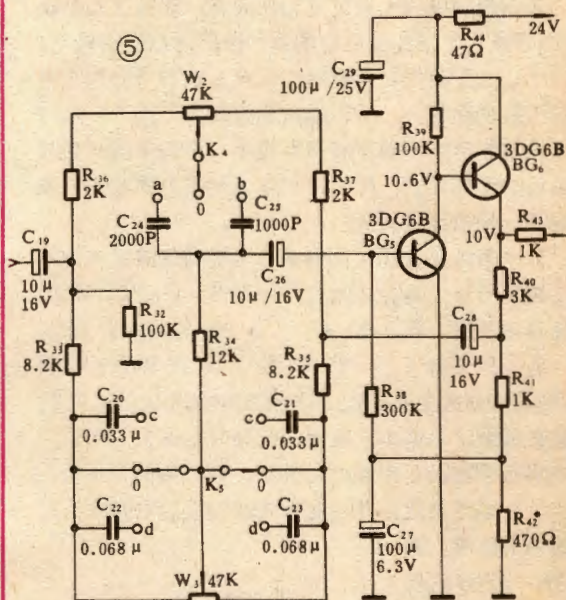 ⑤
R₄₄
47Ω
24V
C₂₉
100μ/25V
W₂
47K
K₄
0
R₃₉
100K
3DG6B
BG₆
R₃₆
2K
R₃₇
2K
a
b
C₂₄
2000P
C₂₅
1000P
10.6V
3DG6B
BG₅
10V
R₄₃
1K
C₁₉
10μ
16V
C₂₆
10μ/16V
R₄₀
3K
R₃₂
100K
R₃₄
12k
C₂₈
10μ
16V
R₃₃
8.2K
R₃₅
8.2K
R₃₈
300K
R₄₁
1K
C₂₀
c
0.033μ
C₂₁
c
0.033μ
0
K₅
0
C₂₂
d
0.068μ
C₂₃
d
0.068μ
C₂₇
100μ
6.3V
R₄₂*
470Ω
W₃
47K